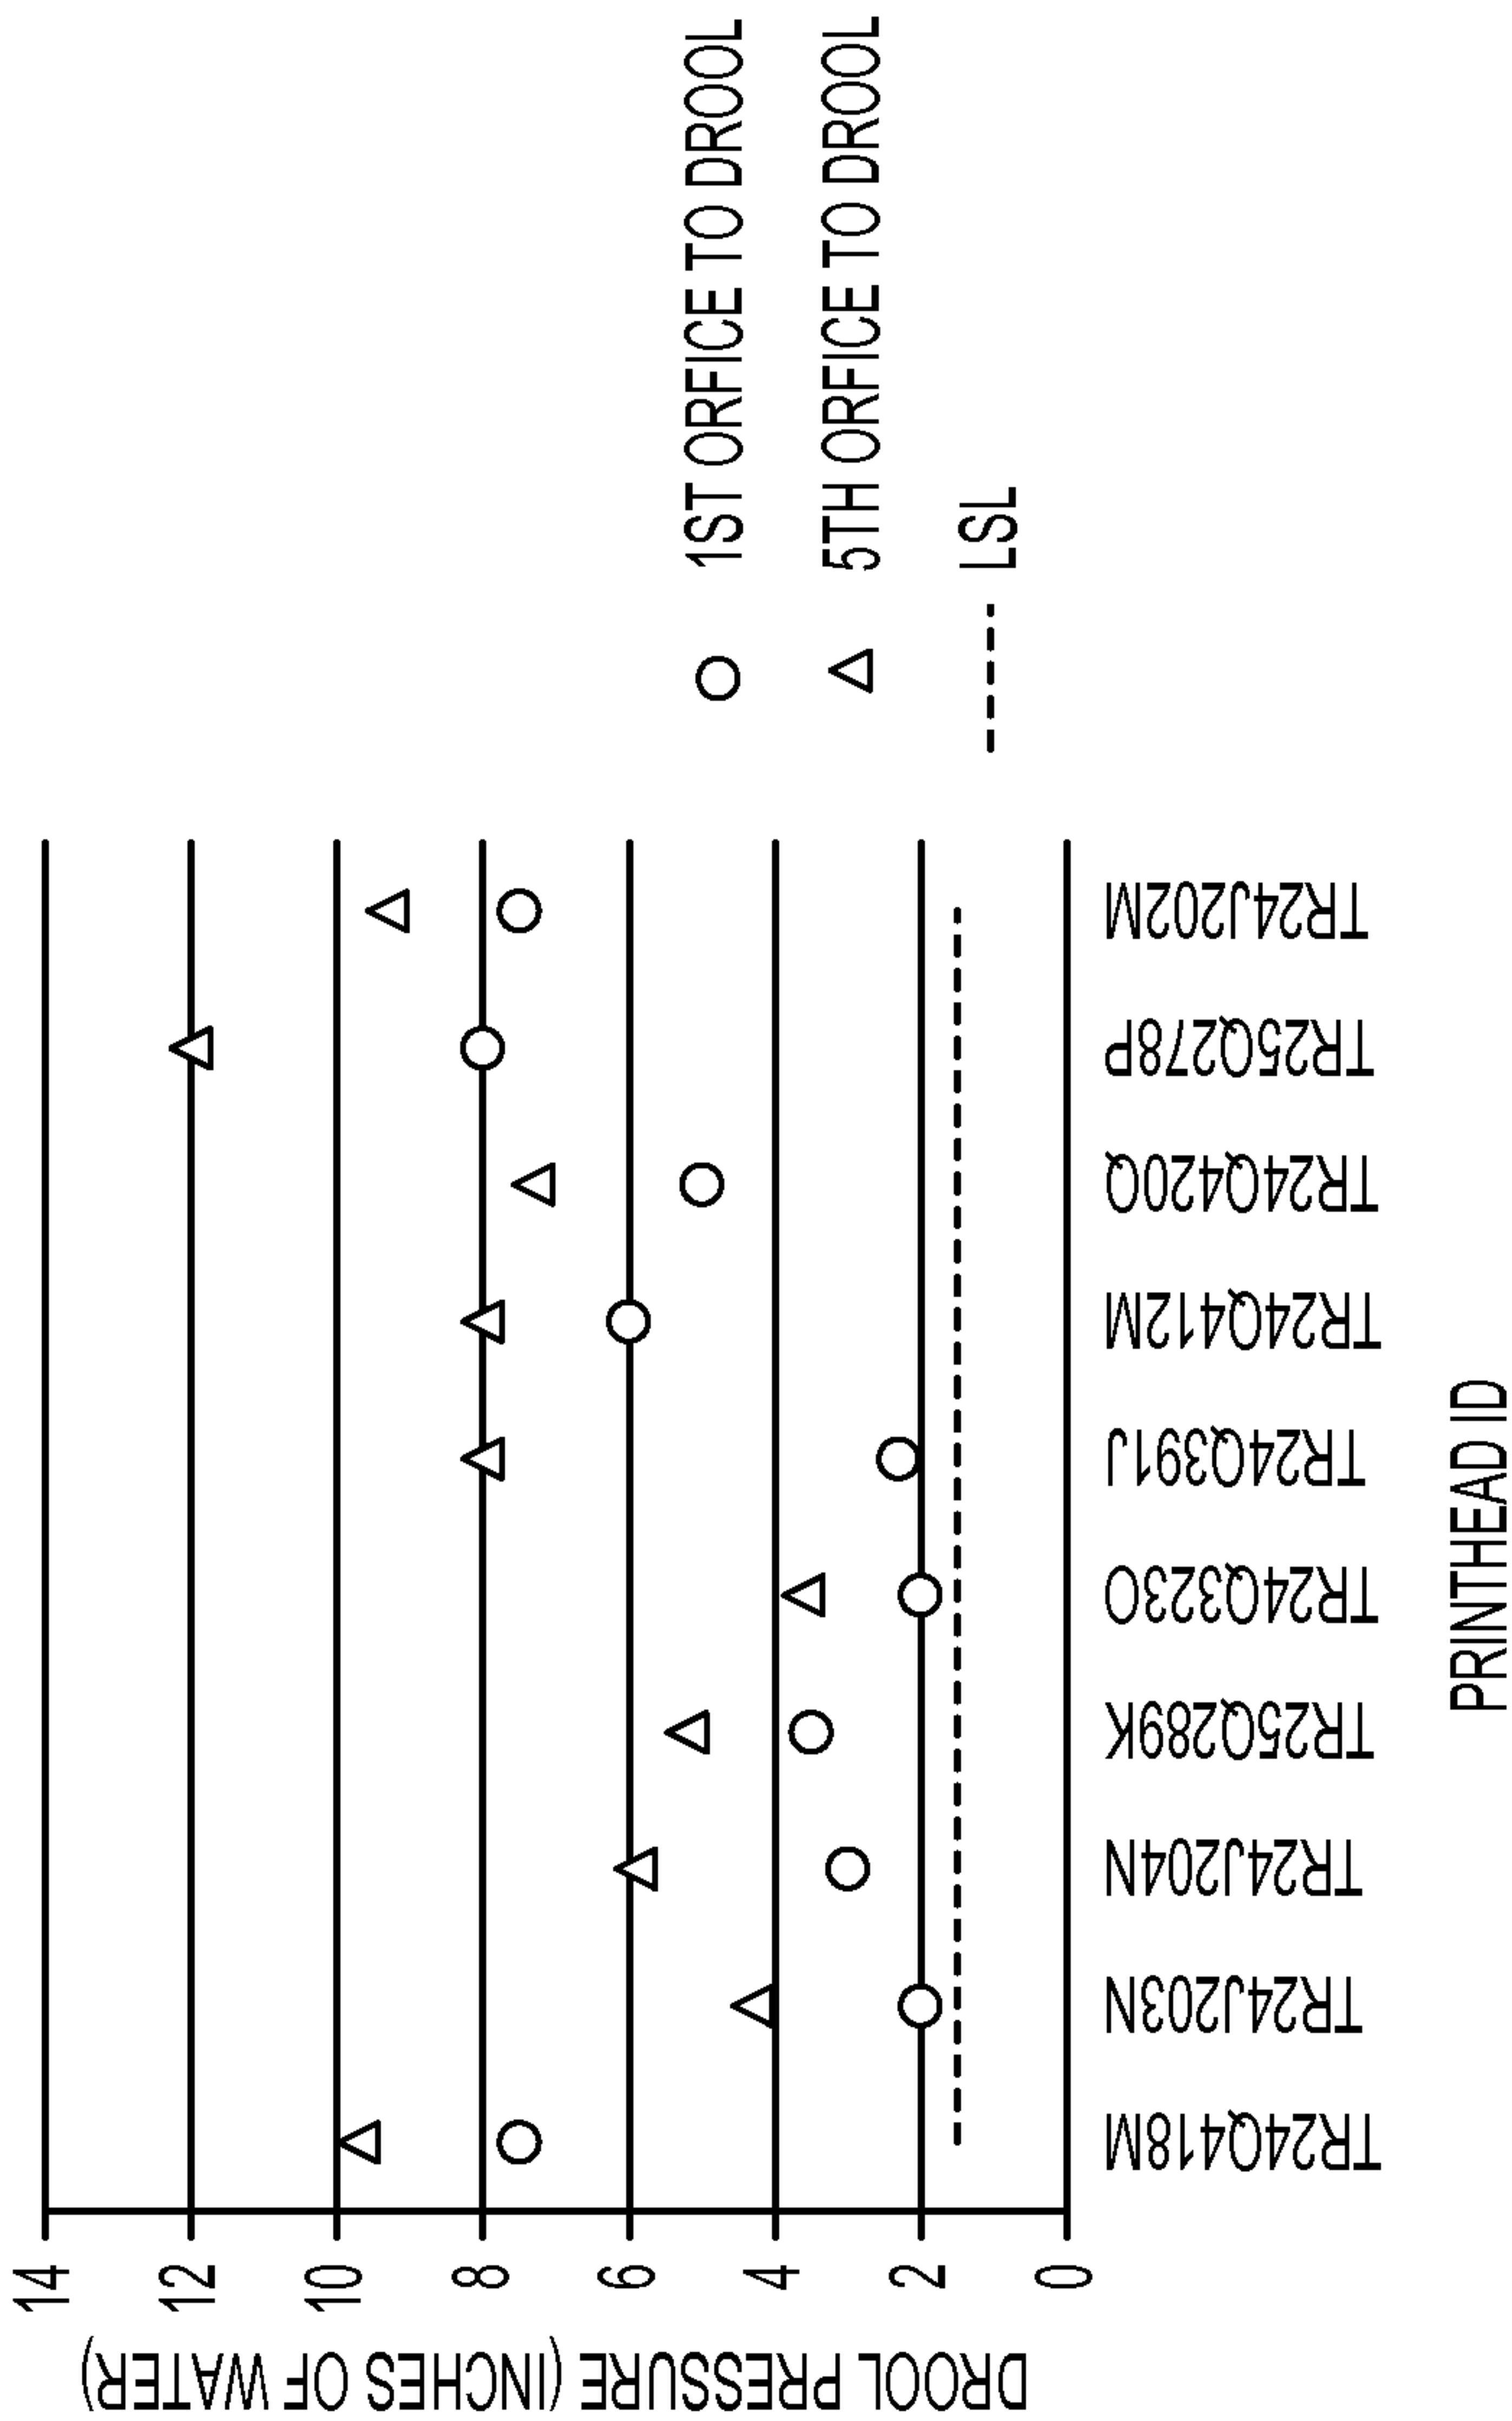 DROOL PRESSURE (INCHES OF WATER)
14
12
10
8
6
4
2
0
TR24Q418M
TR24J203N
TR24J204N
TR25Q289K
TR24Q323O
TR24Q391J
TR24Q412M
TR24Q420Q
TR25Q278P
TR24J202M
PRINTHEAD ID
1ST ORFICE TO DROOL
5TH ORFICE TO DROOL
LSL